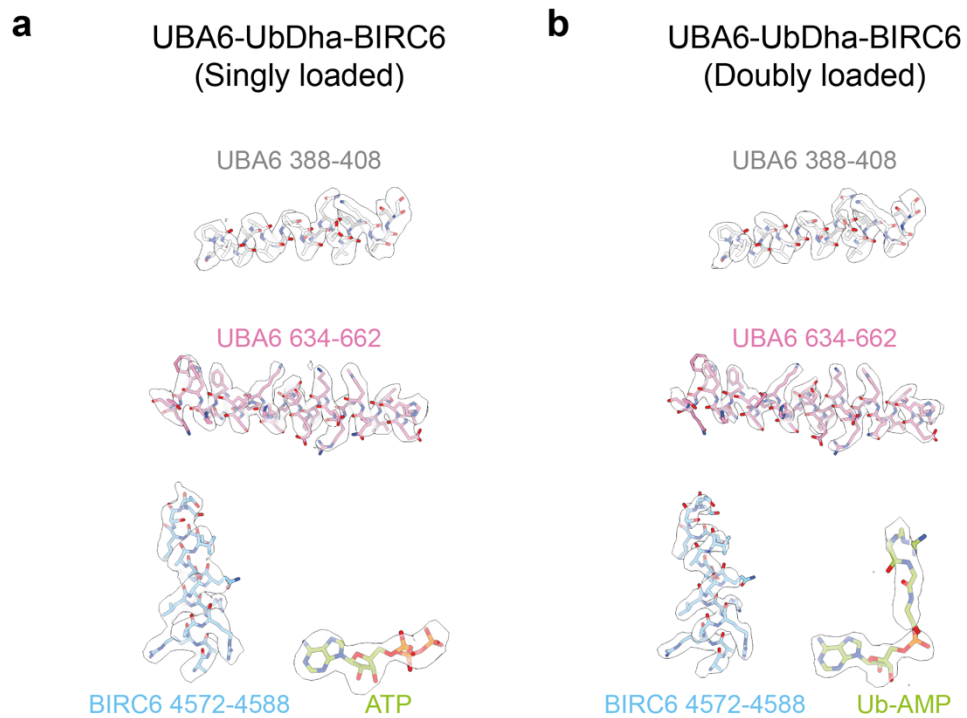 a
UBA6-UbDha-BIRC6
(Singly loaded)
UBA6 388-408
UBA6 634-662
BIRC6 4572-4588
ATP
b
UBA6-UbDha-BIRC6
(Doubly loaded)
UBA6 388-408
UBA6 634-662
BIRC6 4572-4588
Ub-AMP